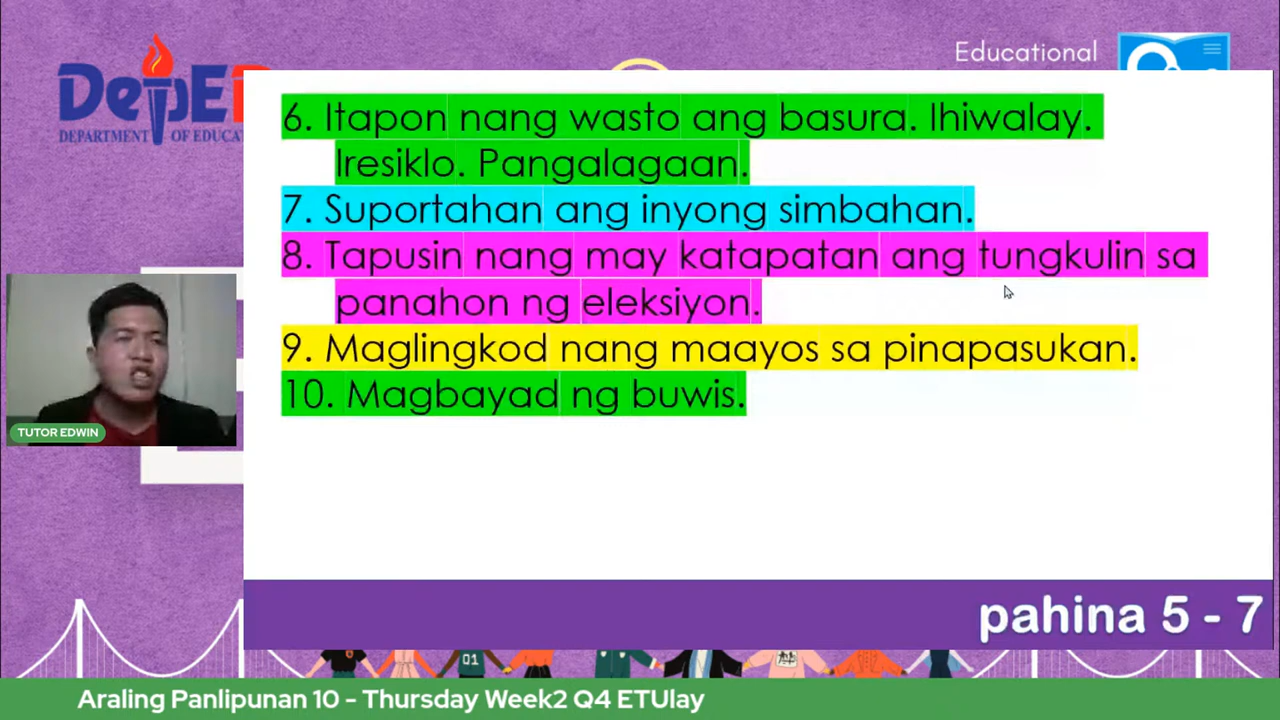 DepE
DEPARTMENT OF EDUCA
Educational
6. Itapon nang wasto ang basura. Ihiwalay.
Iresiklo. Pangalagaan.
7. Suportahan ang inyong simbahan.
8. Tapusin nang may katapatan ang tungkulin sa
panahon ng eleksiyon.
9. Maglingkod nang maayos sa pinapasukan.
10. Magbayad ng buwis.
TUTOR EDWIN
pahina 5 - 7
01
Araling Panlipunan 10 - Thursday Week2 Q4 ETUlay